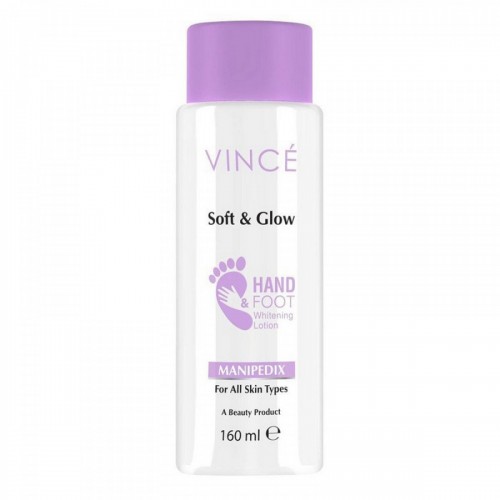 VINCÉ
Soft & Glow
HAND
& FOOT
Whitening
Lotion
MANIPEDIX
For All Skin Types
A Beauty Product
160 ml ℮